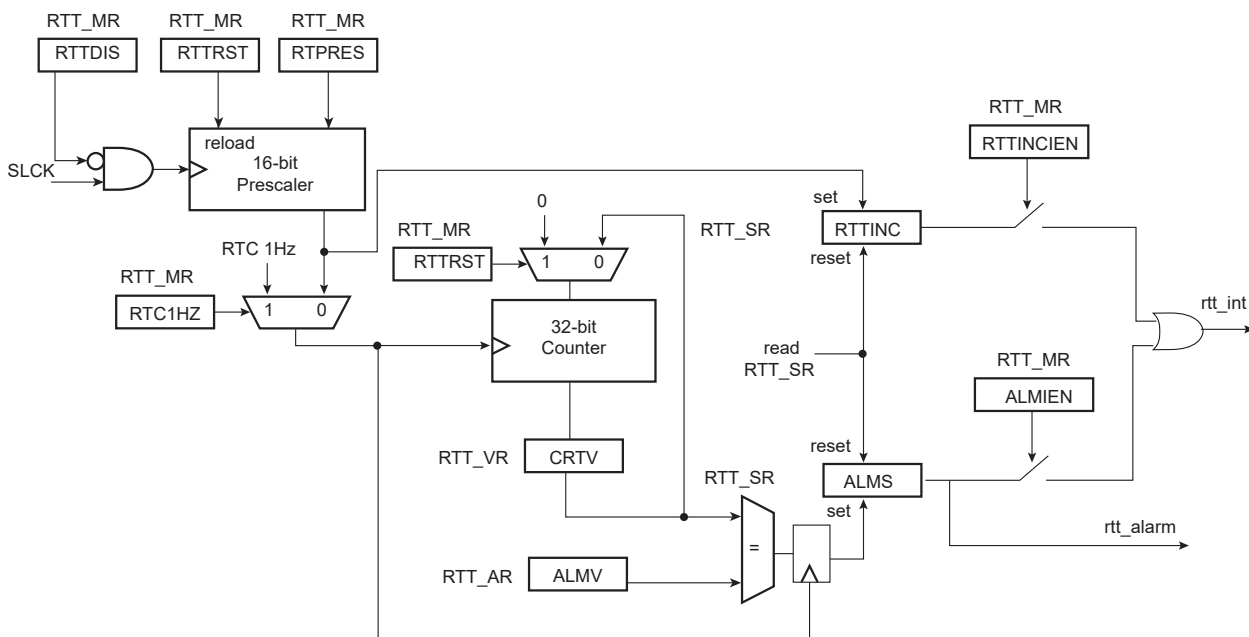 RTT_MR
RTT_MR
RTT_MR
RTTDIS
RTTRST
RTPRES
reload
16-bit
Prescaler
SLCK
RTT_MR
RTTINCIEN
0
set
RTTINC
reset
RTT_SR
RTT_MR
RTTRST
1 0
RTC 1Hz
RTT_MR
RTC1HZ
1 0
32-bit
Counter
rtt_int
read
RTT_SR
RTT_MR
ALMIEN
reset
ALMS
set
RTT_VR
CRTV
RTT_SR
=
rtt_alarm
RTT_AR
ALMV